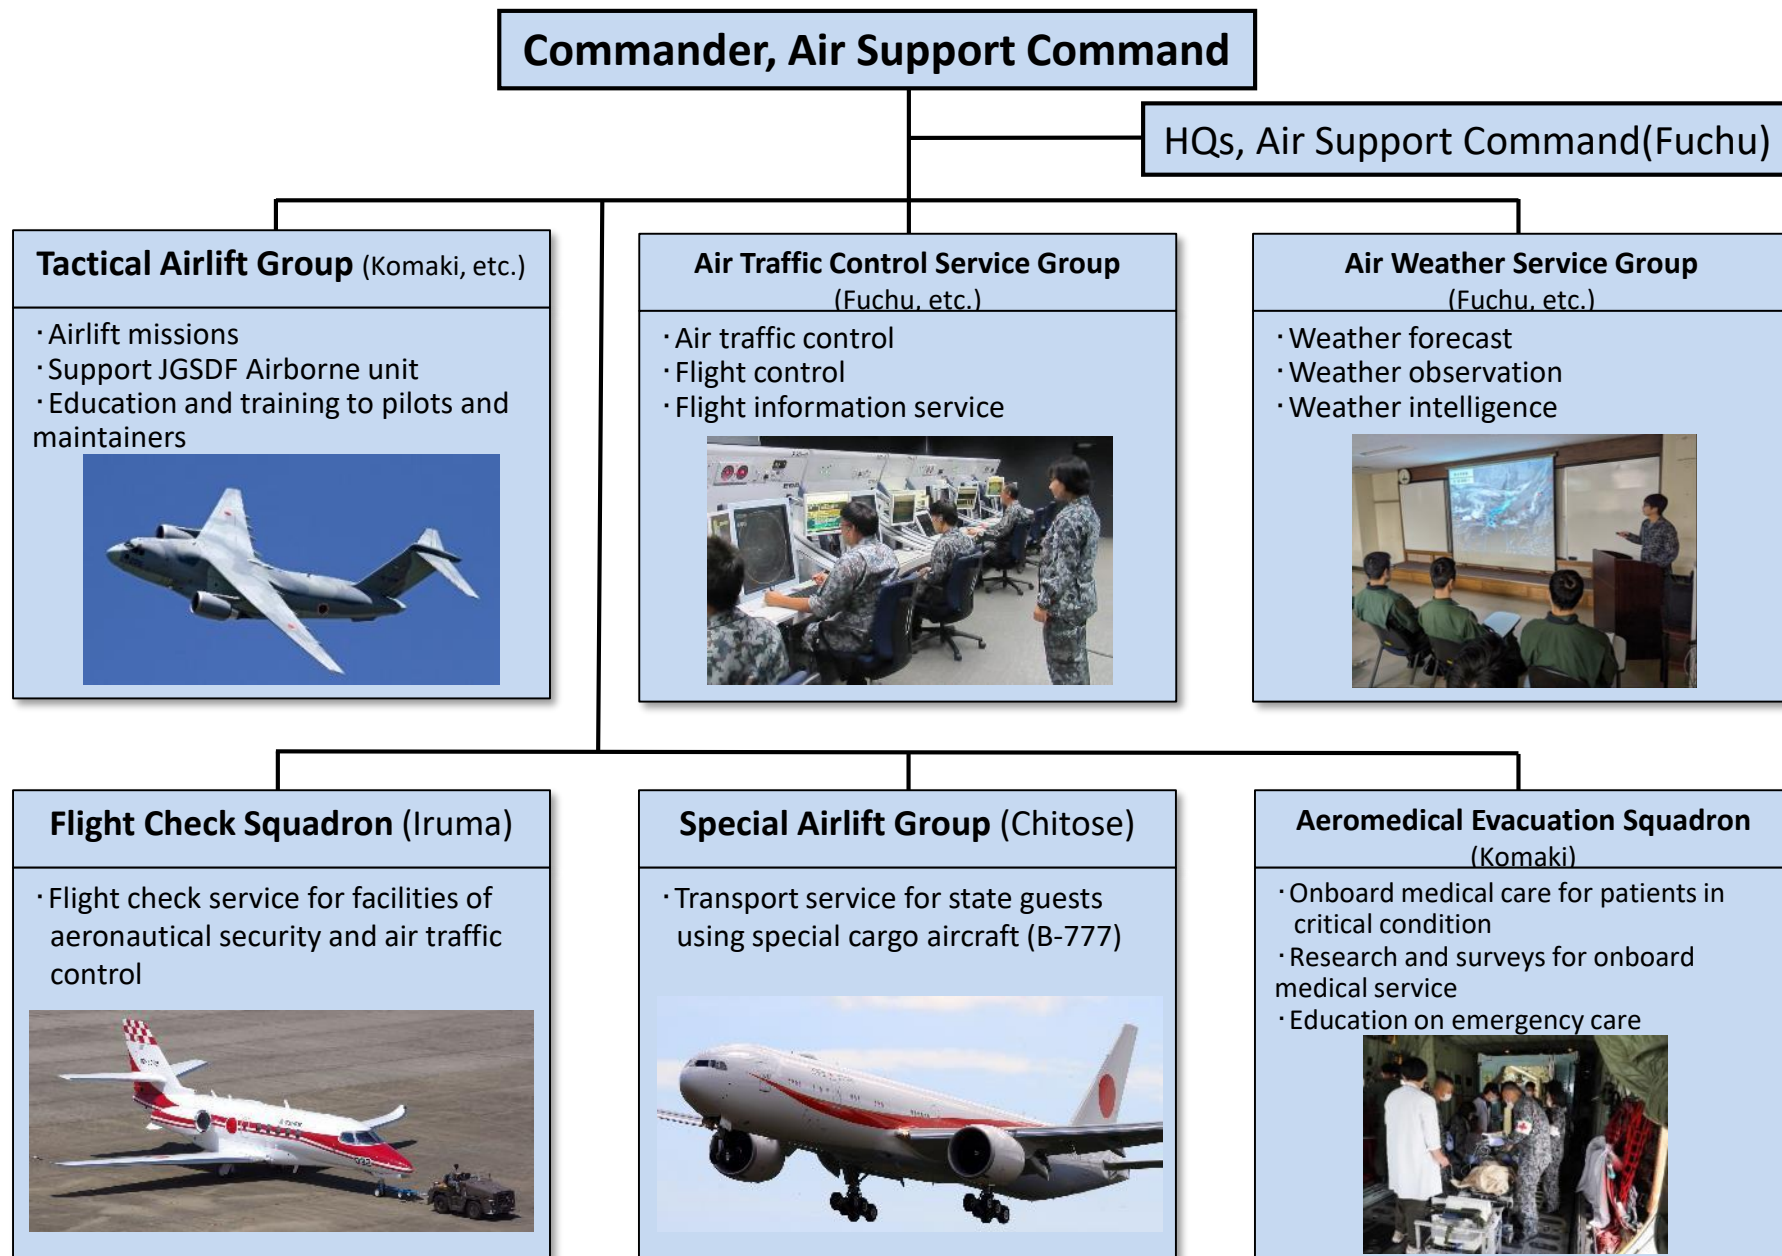 Commander, Air Support Command
HQs, Air Support Command(Fuchu)
Tactical Airlift Group (Komaki, etc.)
・Airlift missions
・Support JGSDF Airborne unit
・Education and training to pilots and
maintainers
Air Traffic Control Service Group
(Fuchu, etc.)
・Air traffic control
・Flight control
・Flight information service
Air Weather Service Group
(Fuchu, etc.)
・Weather forecast
・Weather observation
・Weather intelligence
Flight Check Squadron (Iruma)
・Flight check service for facilities of
aeronautical security and air traffic
control
Special Airlift Group (Chitose)
・Transport service for state guests
using special cargo aircraft (B-777)
Aeromedical Evacuation Squadron
(Komaki)
・Onboard medical care for patients in
critical condition
・Research and surveys for onboard
medical service
・Education on emergency care